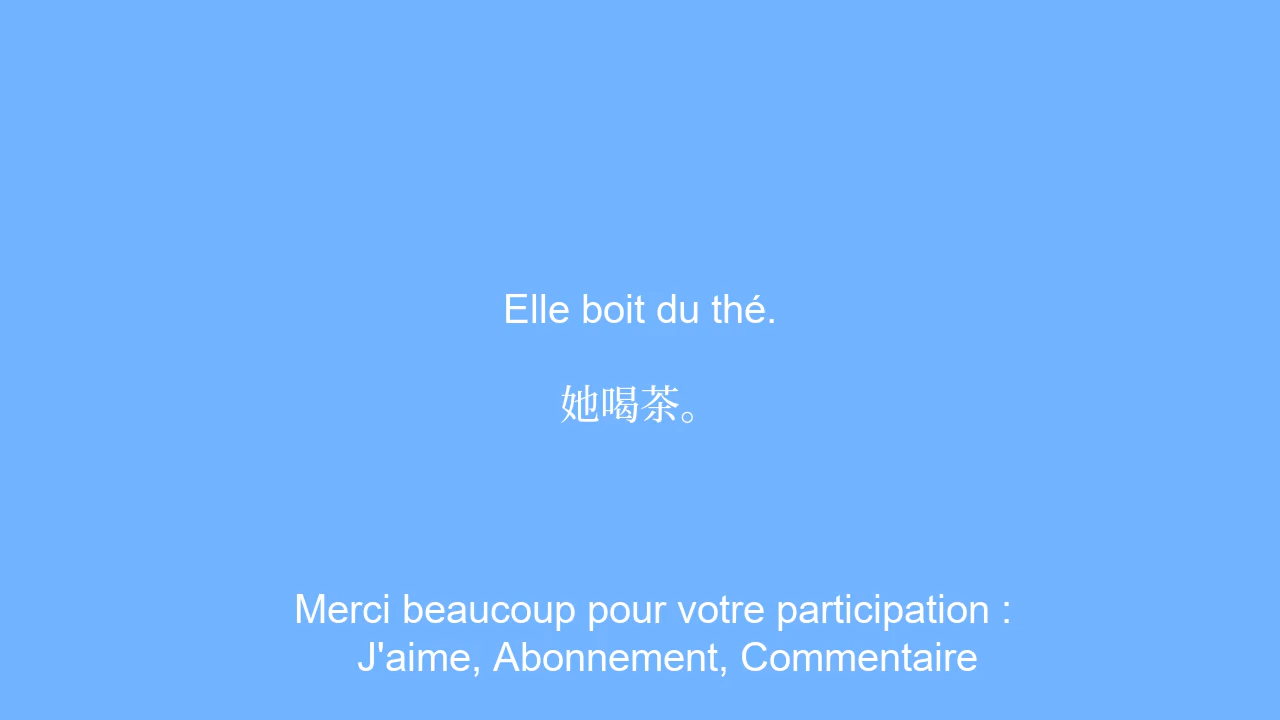 Elle boit du thé.
她喝茶。
Merci beaucoup pour votre participation :
J'aime, Abonnement, Commentaire